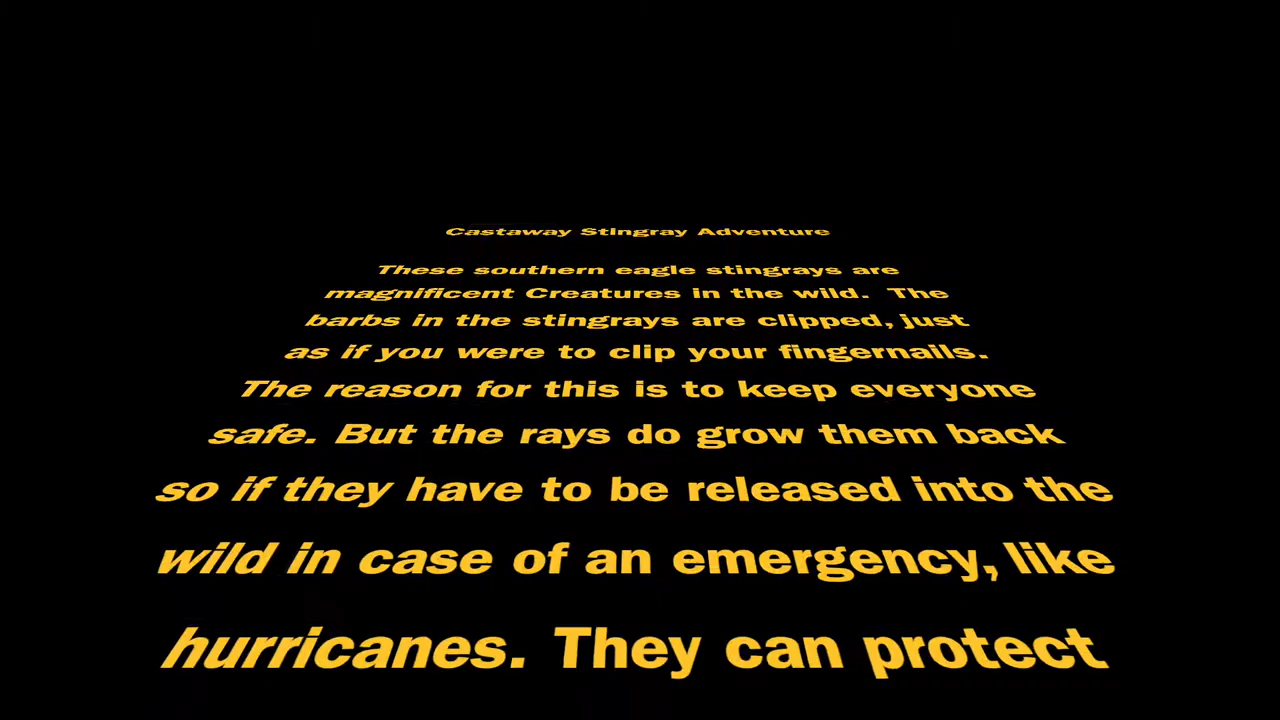 Castaway Stingray Adventure
These southern eagle stingrays are
magnificent Creatures in the wild.  The
barbs in the stingrays are clipped, just
as if you were to clip your fingernails.
The reason for this is to keep everyone
safe. But the rays do grow them back
so if they have to be released into the
wild in case of an emergency, like
hurricanes. They can protect